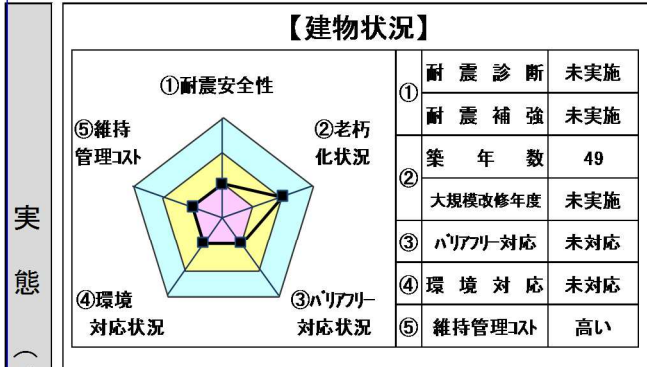 【建物状況】
①耐震安全性
②老朽
化状況
③バリアフリー
対応状況
④環境
対応状況
⑤維持
管理コスト
① 耐震診断 未実施
耐震補強 未実施
② 築年数 49
大規模改修年度 未実施
③ バリアフリー対応 未対応
④ 環境対応 未対応
⑤ 維持管理コスト 高い
実態（